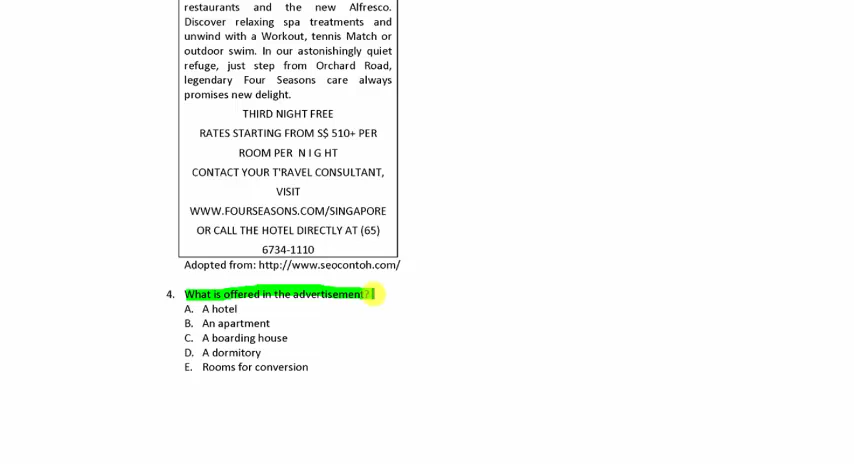 restaurants and the new Alfresco.
Discover relaxing spa treatments and
unwind with a Workout, tennis Match or
outdoor swim. In our astonishingly quiet
refuge, just step from Orchard Road,
legendary Four Seasons care always
promises new delight.
THIRD NIGHT FREE
RATES STARTING FROM S$ 510+ PER
ROOM PER N I G HT
CONTACT YOUR T'RAVEL CONSULTANT,
VISIT
WWW.FOURSEASONS.COM/SINGAPORE
OR CALL THE HOTEL DIRECTLY AT (65)
6734-1110
Adopted from: http://www.seocontoh.com/
4. What is offered in the advertisement?
A. A hotel
B. An apartment
C. A boarding house
D. A dormitory
E. Rooms for conversion